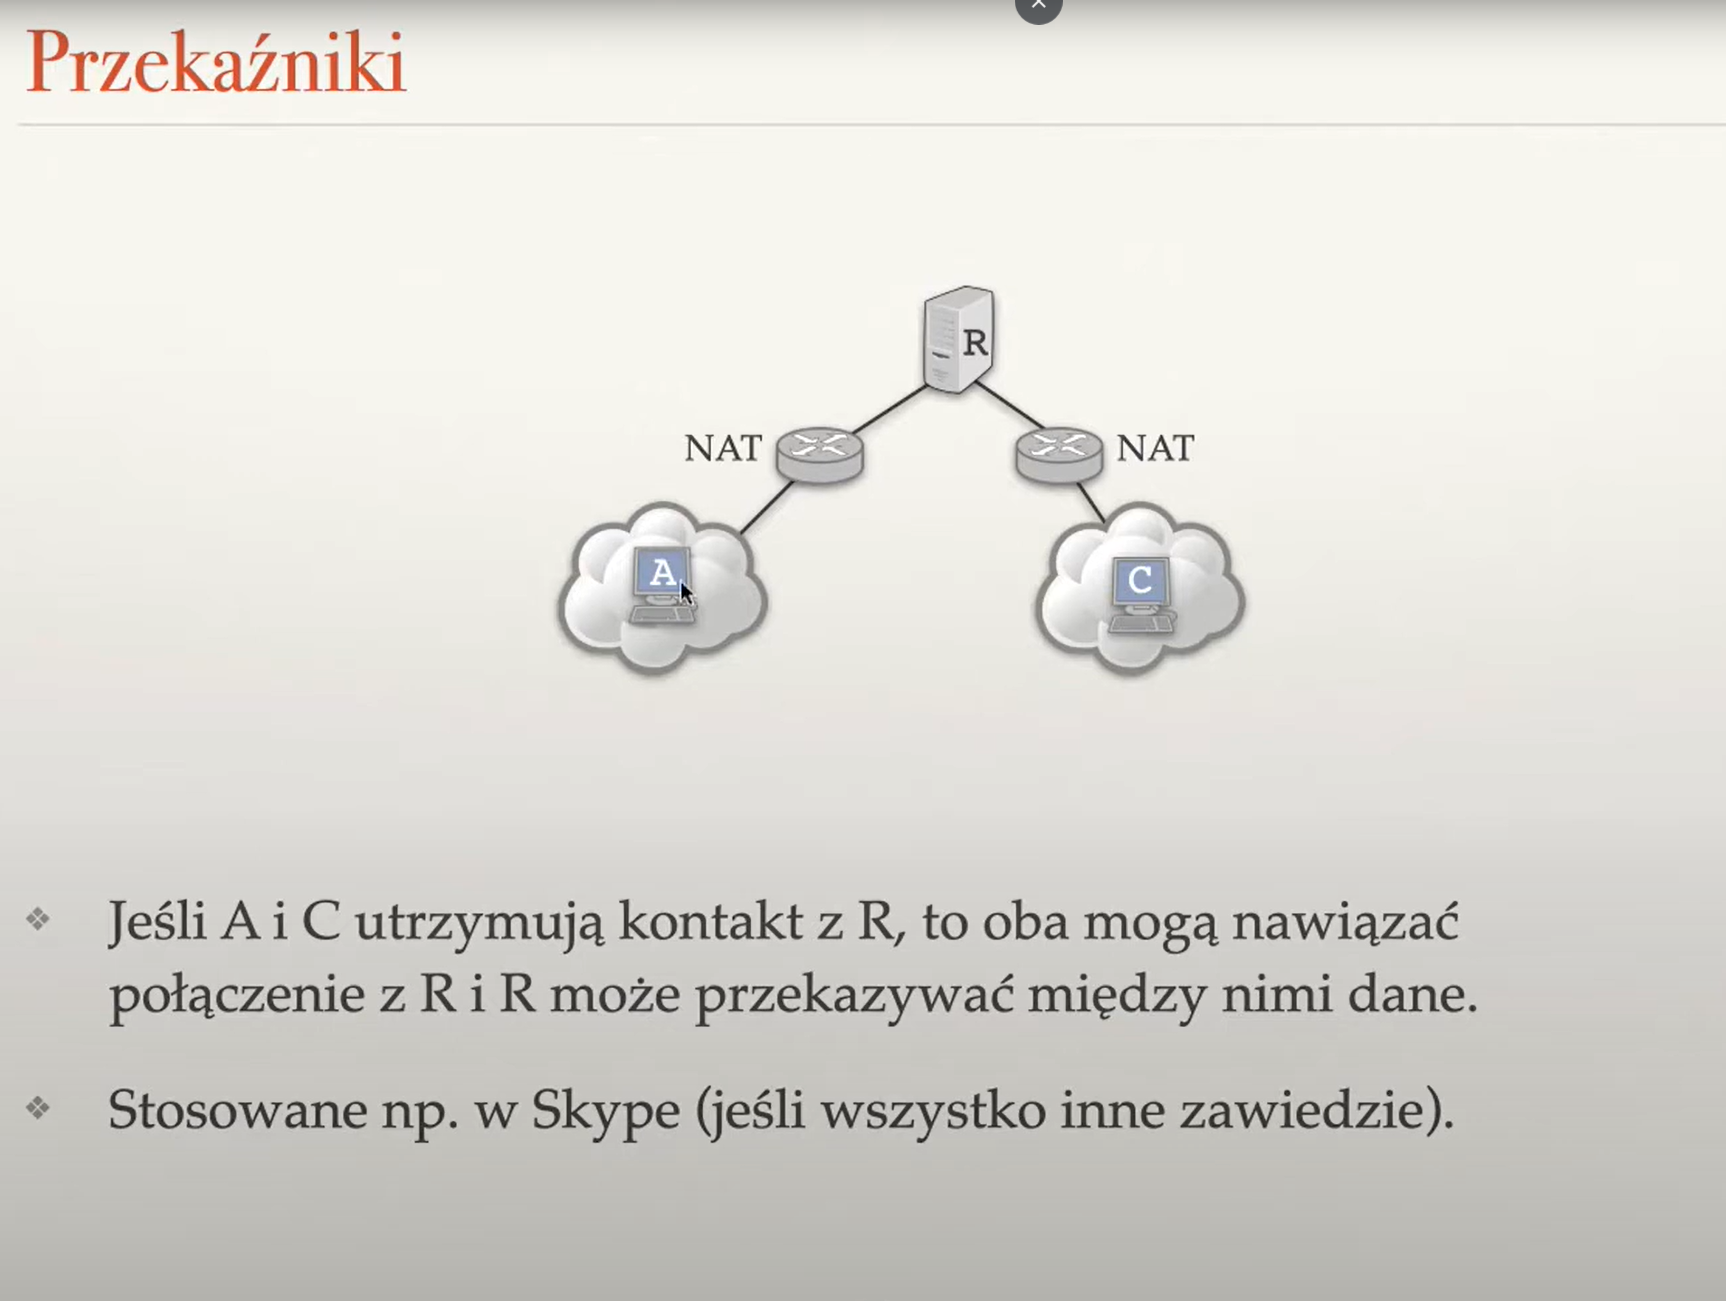 Przekaźniki
R
NAT
NAT
A
C
Jeśli A i C utrzymują kontakt z R, to oba mogą nawiązać
połączenie z R i R może przekazywać między nimi dane.
Stosowane np. w Skype (jeśli wszystko inne zawiedzie).